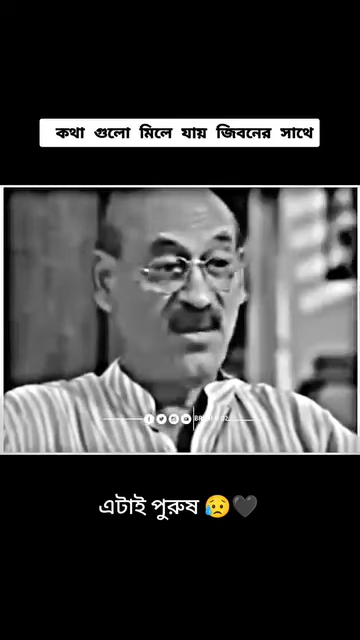 কথা গুলো মিলে যায় জিবনের সাথে
এটাই পুরুষ 😥🖤